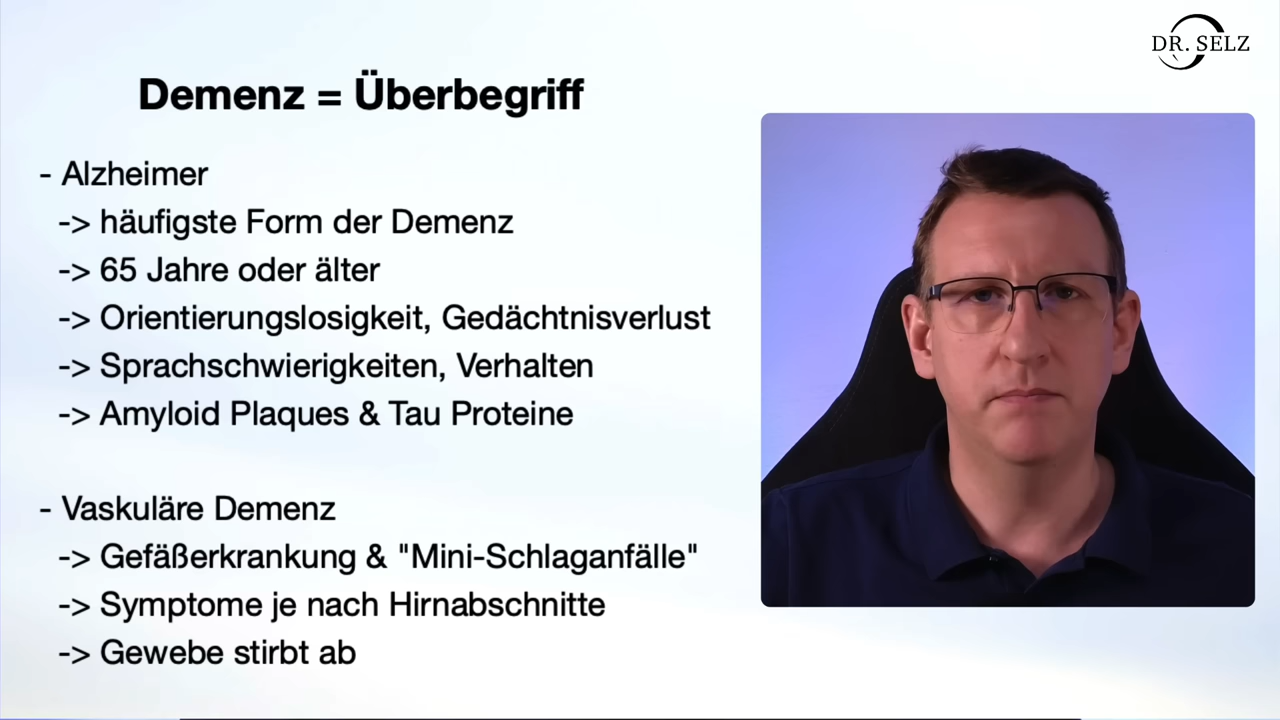 DR. SELZ
Demenz = Überbegriff
- Alzheimer
-> häufigste Form der Demenz
-> 65 Jahre oder älter
-> Orientierungslosigkeit, Gedächtnisverlust
-> Sprachschwierigkeiten, Verhalten
-> Amyloid Plaques & Tau Proteine
- Vaskuläre Demenz
-> Gefäßerkrankung & "Mini-Schlaganfälle"
-> Symptome je nach Hirnabschnitte
-> Gewebe stirbt ab